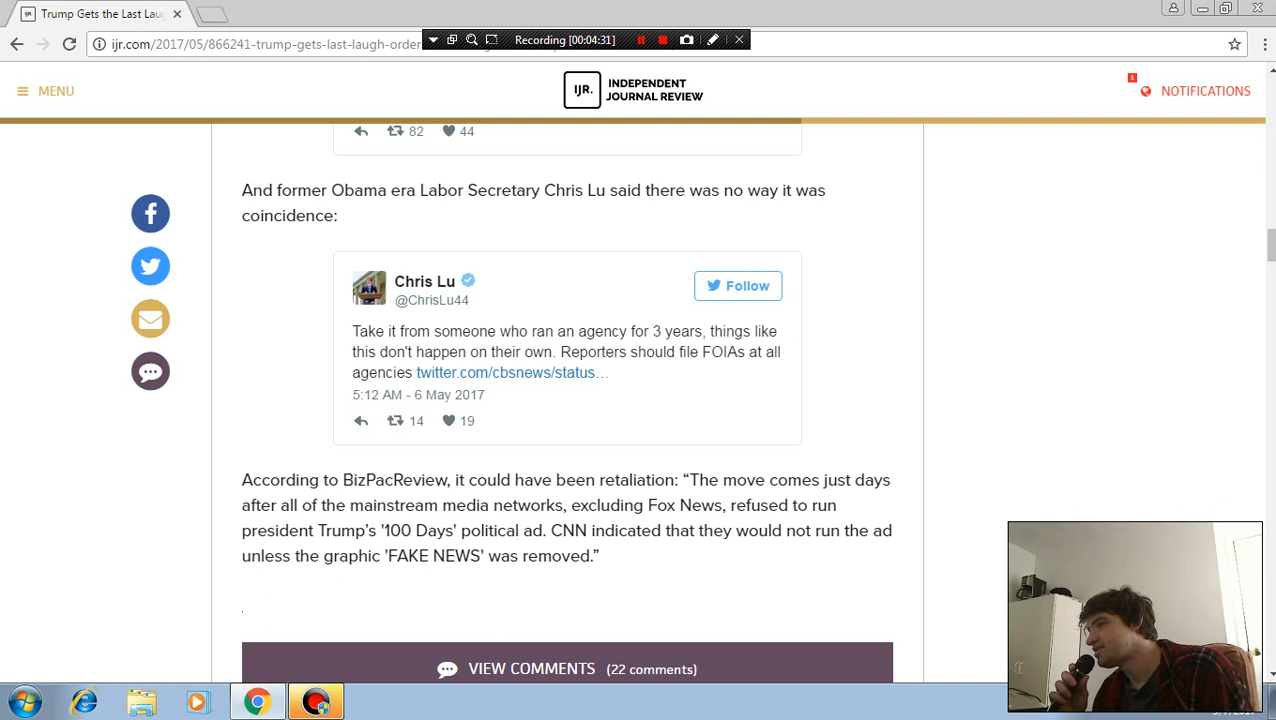 Trump Gets the Last Lau
ijr.com/2017/05/866241-trump-gets-last-laugh-order
Recording [00:04:31]
MENU
IJR.
INDEPENDENT
JOURNAL REVIEW
1
NOTIFICATIONS
82 44
And former Obama era Labor Secretary Chris Lu said there was no way it was
coincidence:
Chris Lu
@ChrisLu44
Follow
Take it from someone who ran an agency for 3 years, things like
this don't happen on their own. Reporters should file FOIAs at all
agencies twitter.com/cbsnews/status…
5:12 AM - 6 May 2017
14 19
According to BizPacReview, it could have been retaliation: “The move comes just days
after all of the mainstream media networks, excluding Fox News, refused to run
president Trump’s '100 Days' political ad. CNN indicated that they would not run the ad
unless the graphic 'FAKE NEWS' was removed.”
.
VIEW COMMENTS (22 comments)